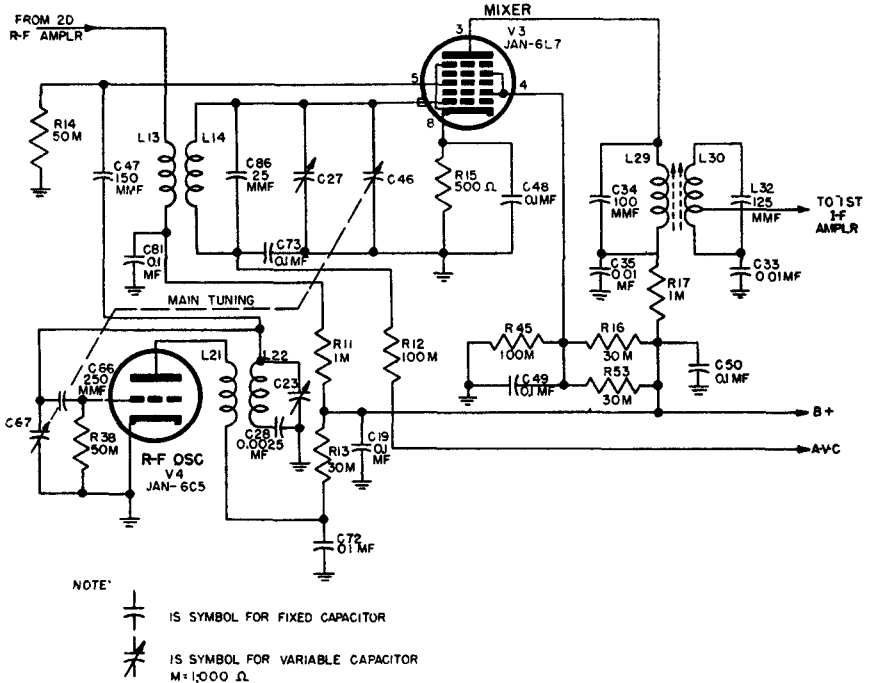 FROM 2D
R-F AMPLR
MIXER
3
V3
JAN-6L7
5
4
8
R14
50M
C47
150
MMF
L13
L14
C86
25
MMF
C27
C46
R15
500 Ω
C48
0.1MF
L29
L30
C34
100
MMF
L32
125
MMF
TO 1ST
I-F
AMPLR
C81
0.1
MF
C73
0.1MF
C35
0.01
MF
R17
1M
C33
0.01MF
MAIN TUNING
R11
1M
R12
100M
R45
100M
R16
30M
C49
0.1MF
R53
30M
C50
0.1MF
L21
L22
C66
250
MMF
C23
C67
R38
50M
C28
0.0025
MF
R13
30M
C19
0.1
MF
B+
AVC
R-F OSC
V4
JAN-6C5
C72
0.1 MF
NOTE:
IS SYMBOL FOR FIXED CAPACITOR
IS SYMBOL FOR VARIABLE CAPACITOR
M=1,000 Ω